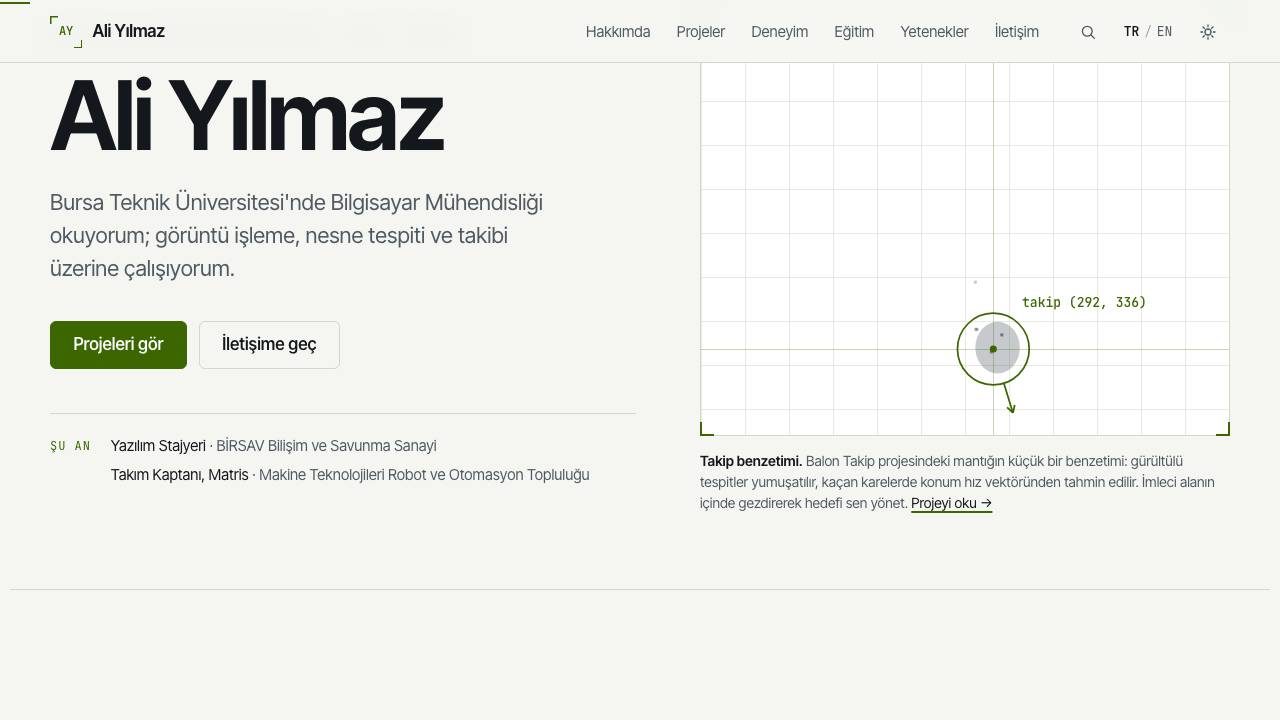 AY
Ali Yılmaz
Hakkımda Projeler Deneyim Eğitim Yetenekler İletişim TR / EN
Ali Yılmaz
Bursa Teknik Üniversitesi'nde Bilgisayar Mühendisliği
okuyorum; görüntü işleme, nesne tespiti ve takibi
üzerine çalışıyorum.
Projeleri gör
İletişime geç
ŞU AN
Yazılım Stajyeri · BİRSAV Bilişim ve Savunma Sanayi
Takım Kaptanı, Matris · Makine Teknolojileri Robot ve Otomasyon Topluluğu
takip (292, 336)
Takip benzetimi. Balon Takip projesindeki mantığın küçük bir benzetimi: gürültülü
tespitler yumuşatılır, kaçan karelerde konum hız vektöründen tahmin edilir. İmleci alanın
içinde gezdirerek hedefi sen yönet. Projeyi oku →